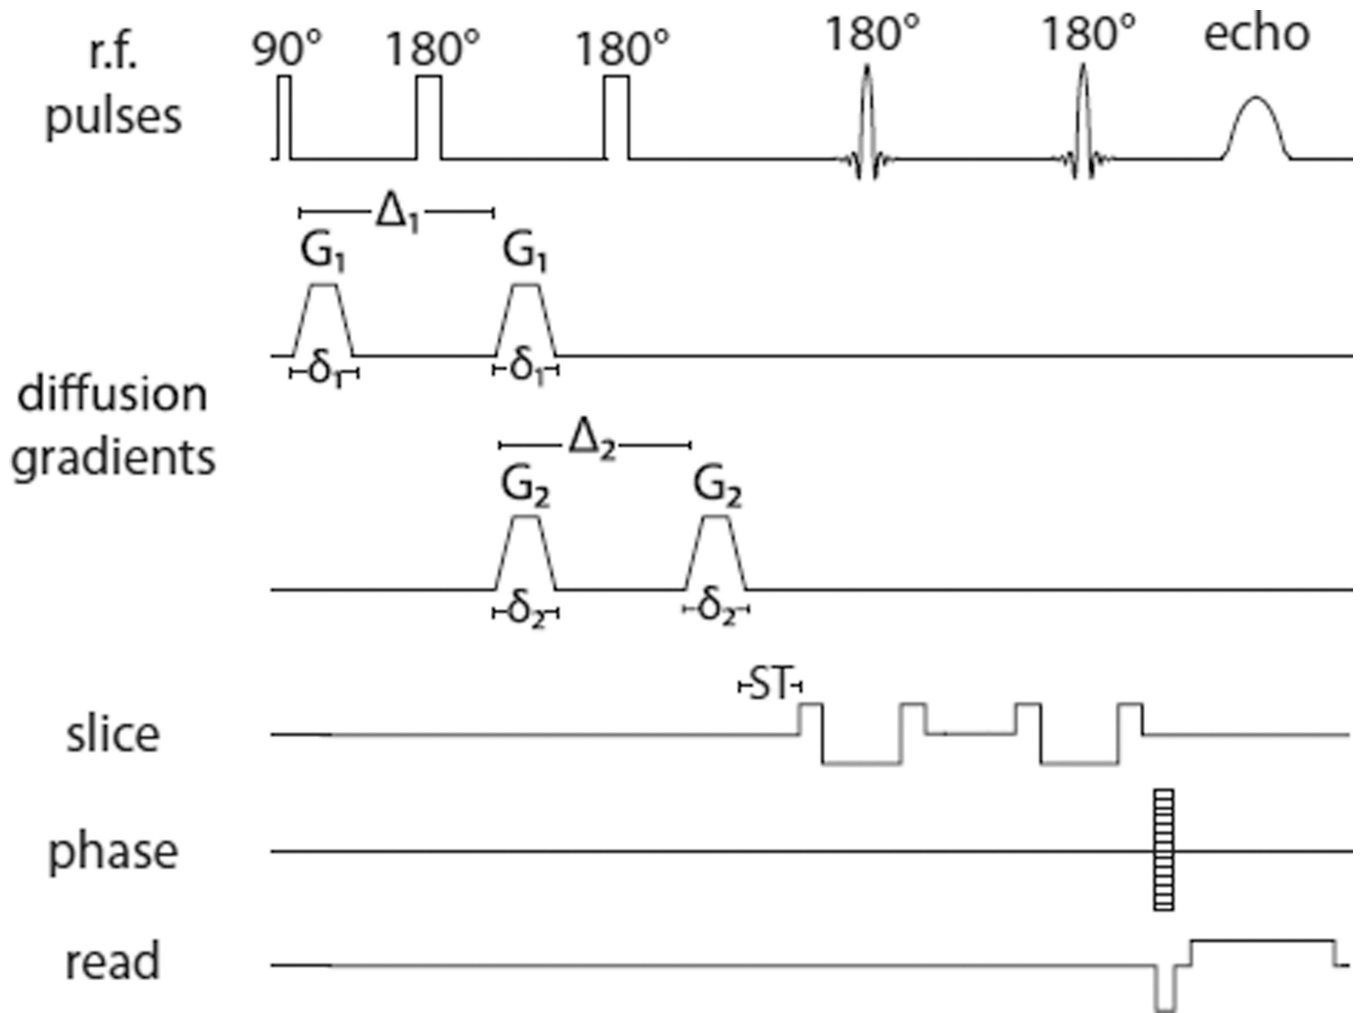 r.f.
pulses
90° 180° 180° 180° 180° echo
Δ₁
G₁ G₁
δ₁ δ₁
diffusion
gradients
Δ₂
G₂ G₂
δ₂ δ₂
ST
slice
phase
read